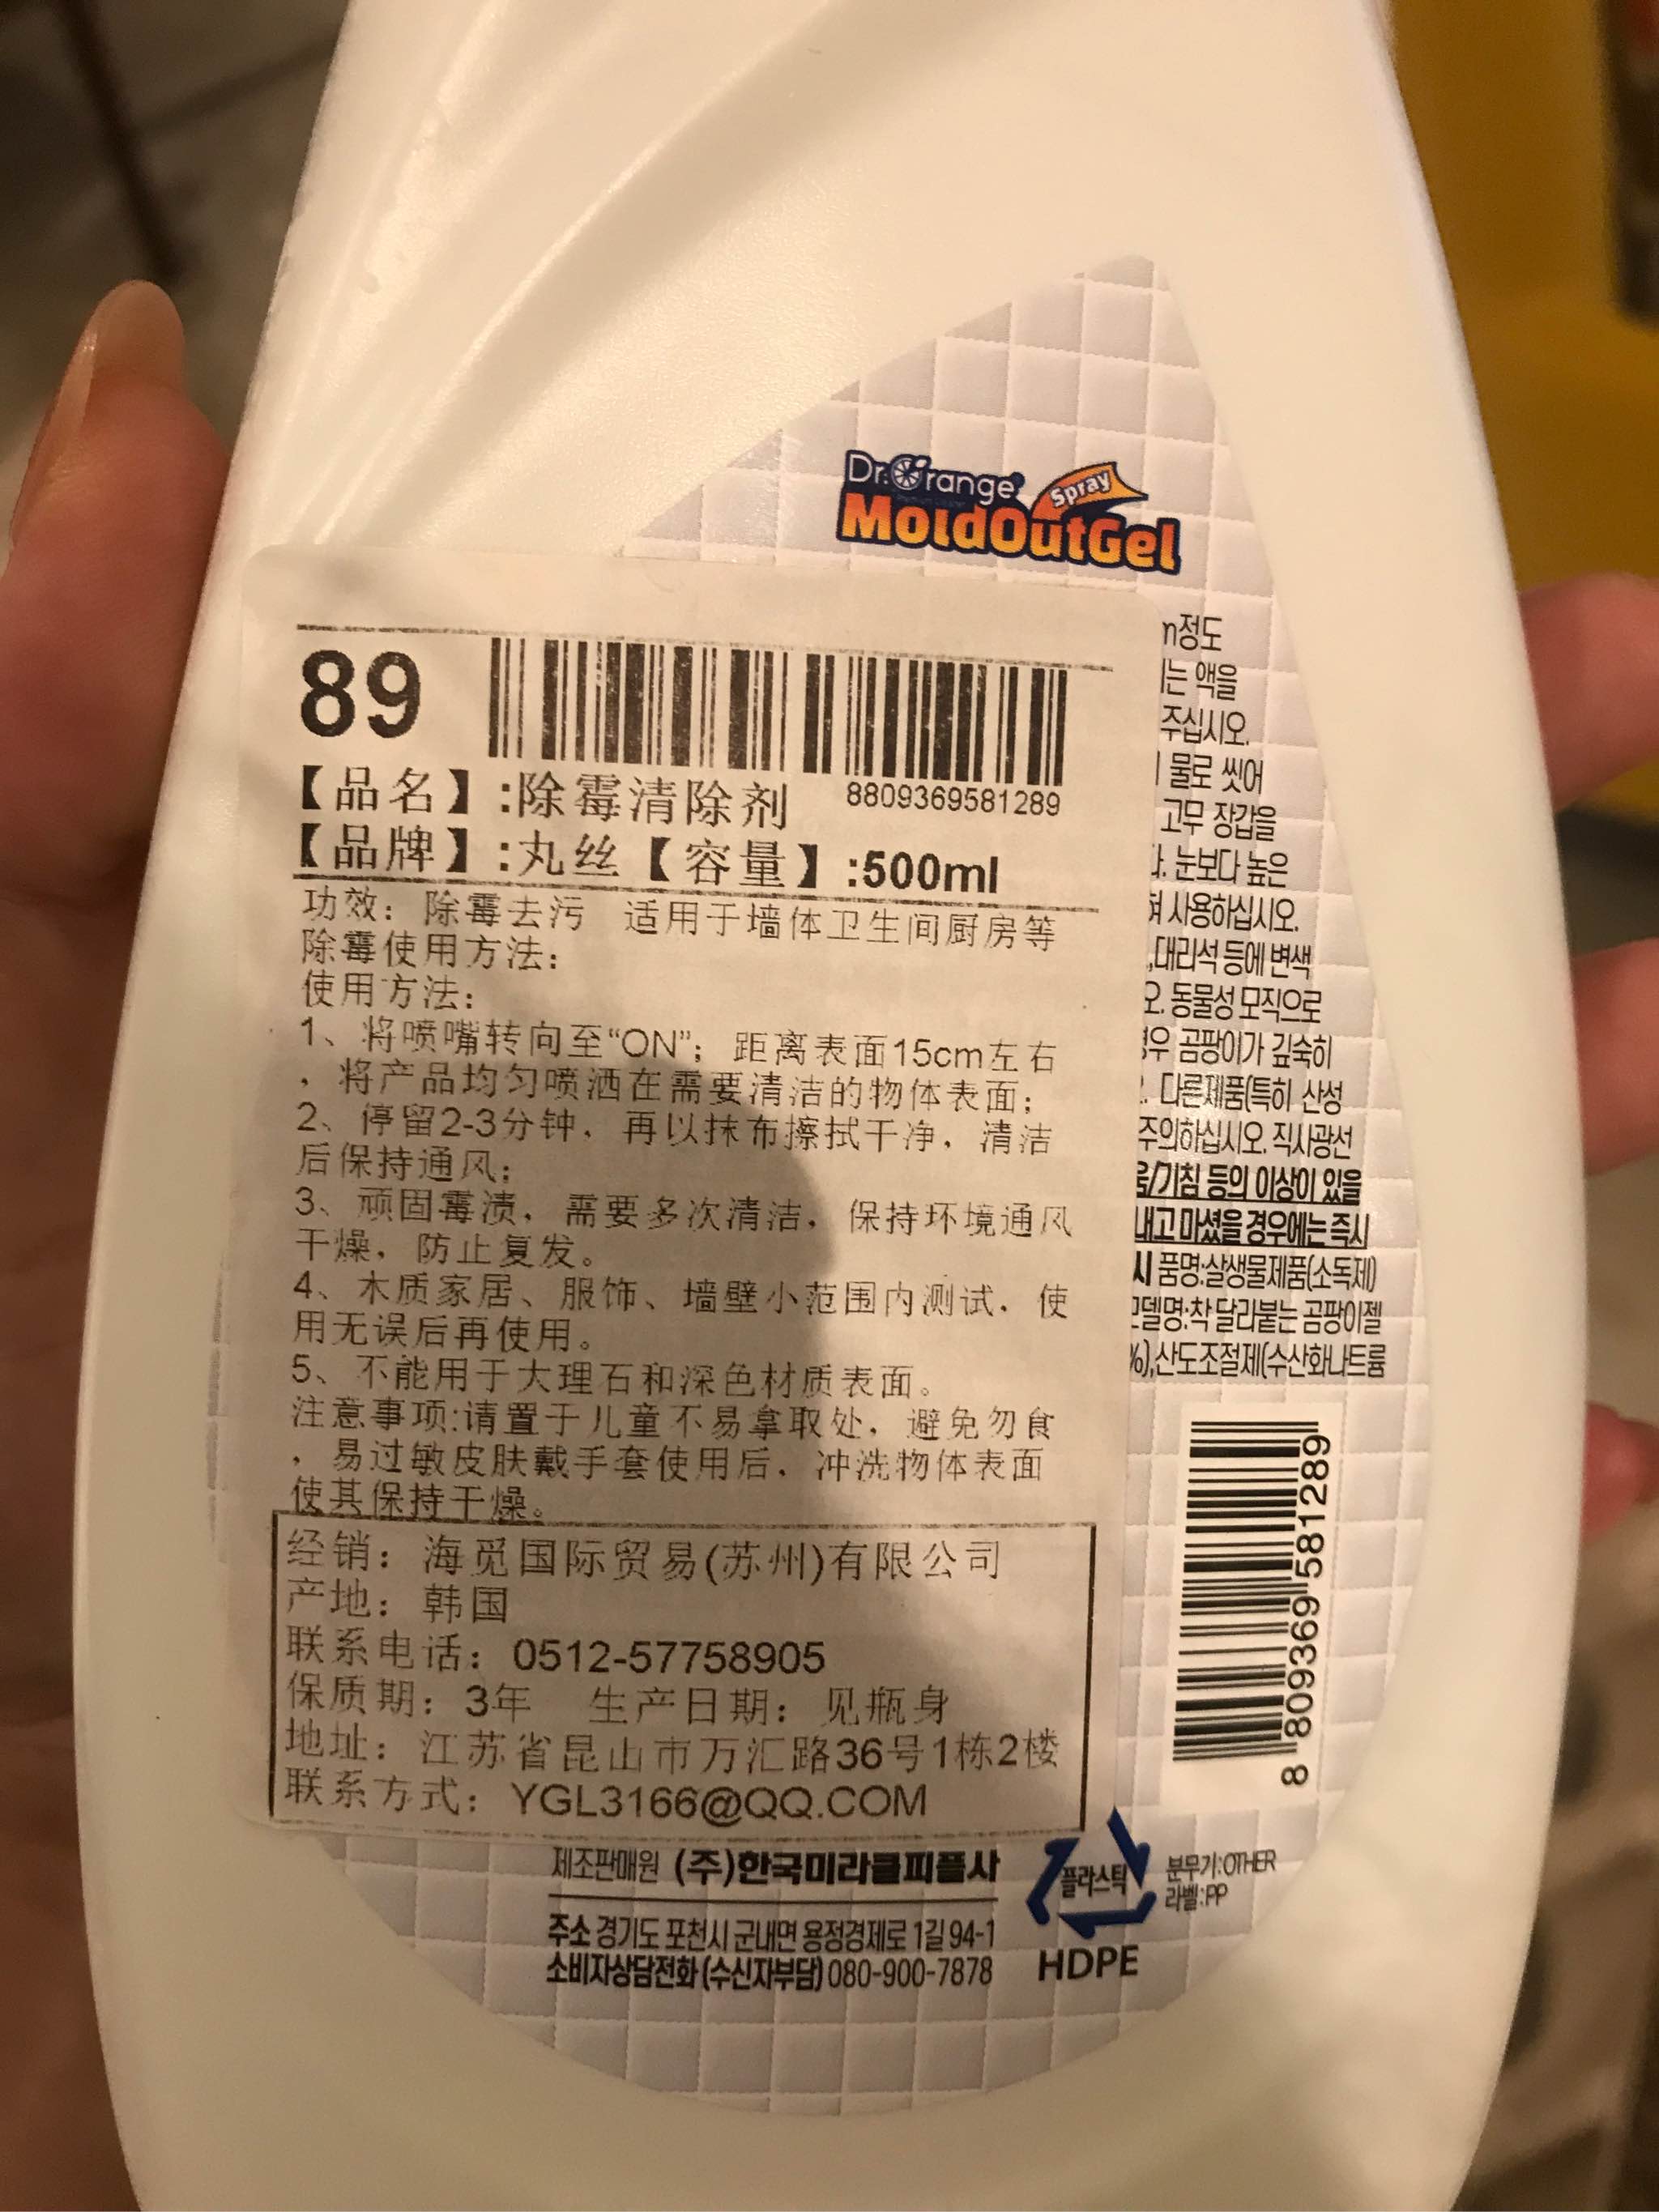 Dr.Orange
Spray
MoldOutGel
89
8809369581289
【品名】:除霉清除剂
【品牌】:丸丝【容量】:500ml
功效：除霉去污 适用于墙体卫生间厨房等
除霉使用方法：
使用方法：
1、将喷嘴转向至“ON”；距离表面15cm左右
，将产品均匀喷洒在需要清洁的物体表面；
2、停留2-3分钟，再以抹布擦拭干净，清洁
后保持通风；
3、顽固霉渍，需要多次清洁，保持环境通风
干燥，防止复发。
4、木质家居、服饰、墙壁小范围内测试，使
用无误后再使用。
5、不能用于大理石和深色材质表面。
注意事项:请置于儿童不易拿取处，避免勿食
，易过敏皮肤戴手套使用后，冲洗物体表面
使其保持干燥。
经销：海觅国际贸易(苏州)有限公司
产地：韩国
联系电话：0512-57758905
保质期：3年 生产日期：见瓶身
地址：江苏省昆山市万汇路36号1栋2楼
联系方式：YGL3166@QQ.COM
m정도
는 액을
주십시오.
물로 씻어
고무 장갑을
다. 눈보다 높은
사용하십시오.
,대리석 등에 변색
오. 동물성 모직으로
경우 곰팡이가 깊숙히
. 다른제품(특히 산성
주의하십시오. 직사광선
/기침 등의 이상이 있을
내고 마셨을 경우에는 즉시
시 품명:살생물제품(소독제)
모델명:착 달라붙는 곰팡이젤
%),산도조절제(수산화나트륨
8 809369 581289
제조판매원 (주)한국미라클피플사
주소 경기도 포천시 군내면 용정경제로 1길 94-1
소비자상담전화 (수신자부담) 080-900-7878
플라스틱
HDPE
분무기:OTHER
라벨:PP